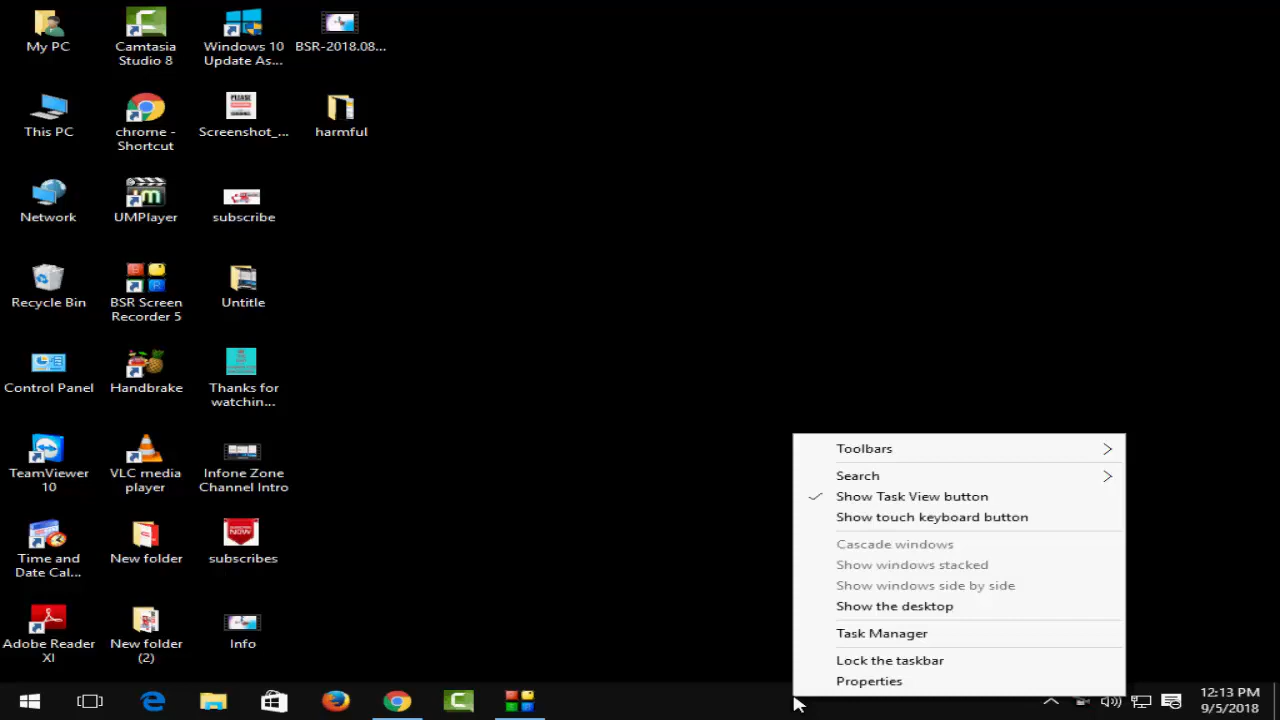 My PC
Camtasia
Studio 8
Windows 10
Update As...
BSR-2018.08...
This PC
chrome -
Shortcut
Screenshot_...
harmful
Network
UMPlayer
subscribe
Recycle Bin
BSR Screen
Recorder 5
Untitle
Control Panel
Handbrake
Thanks for
watchin...
TeamViewer
10
VLC media
player
Infone Zone
Channel Intro
Time and
Date Cal...
New folder
subscribes
Adobe Reader
XI
New folder
(2)
Info
Toolbars
Search
Show Task View button
Show touch keyboard button
Cascade windows
Show windows stacked
Show windows side by side
Show the desktop
Task Manager
Lock the taskbar
Properties
12:13 PM
9/5/2018